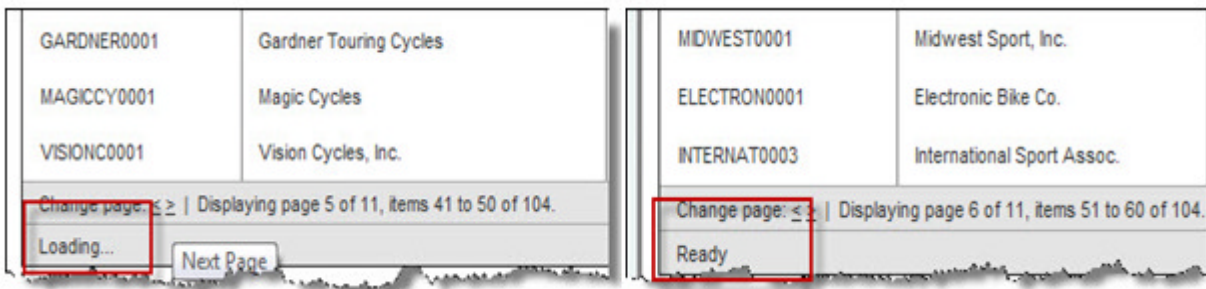 GARDNER0001 Gardner Touring Cycles
MAGICCY0001 Magic Cycles
VISIONC0001 Vision Cycles, Inc.
Change page: < > | Displaying page 5 of 11, items 41 to 50 of 104.
Loading...
Next Page
MIDWEST0001 Midwest Sport, Inc.
ELECTRON0001 Electronic Bike Co.
INTERNAT0003 International Sport Assoc.
Change page: < > | Displaying page 6 of 11, items 51 to 60 of 104.
Ready